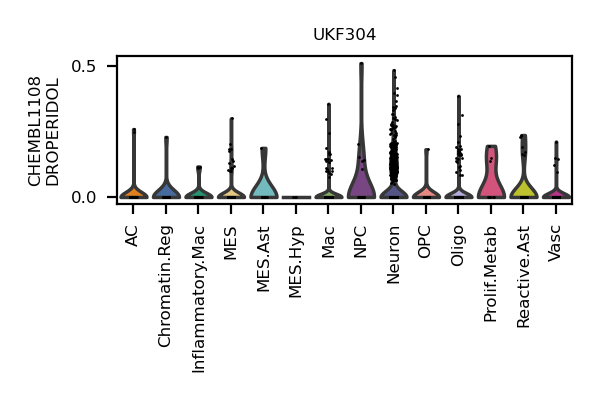 UKF304
CHEMBL1108
DROPERIDOL
0.5
0.0
AC
Chromatin.Reg
Inflammatory.Mac
MES
MES.Ast
MES.Hyp
Mac
NPC
Neuron
OPC
Oligo
Prolif.Metab
Reactive.Ast
Vasc